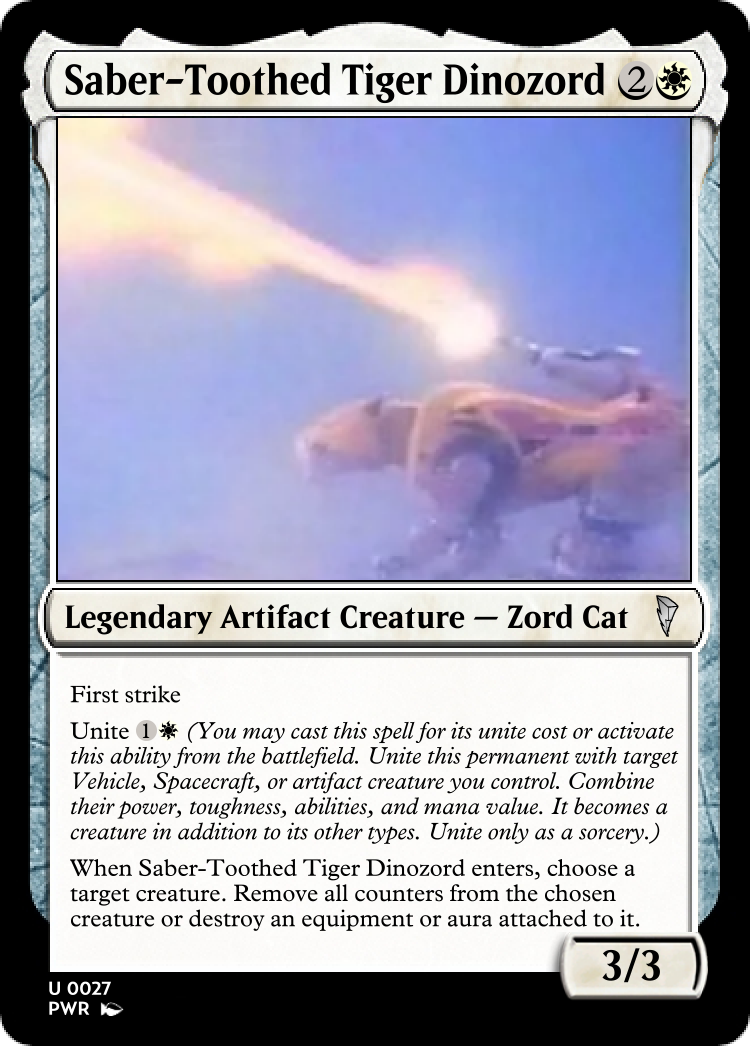 Saber-Toothed Tiger Dinozord 2
Legendary Artifact Creature — Zord Cat
First strike
Unite 1 (You may cast this spell for its unite cost or activate
this ability from the battlefield. Unite this permanent with target
Vehicle, Spacecraft, or artifact creature you control. Combine
their power, toughness, abilities, and mana value. It becomes a
creature in addition to its other types. Unite only as a sorcery.)
When Saber-Toothed Tiger Dinozord enters, choose a
target creature. Remove all counters from the chosen
creature or destroy an equipment or aura attached to it.
3/3
U 0027
PWR